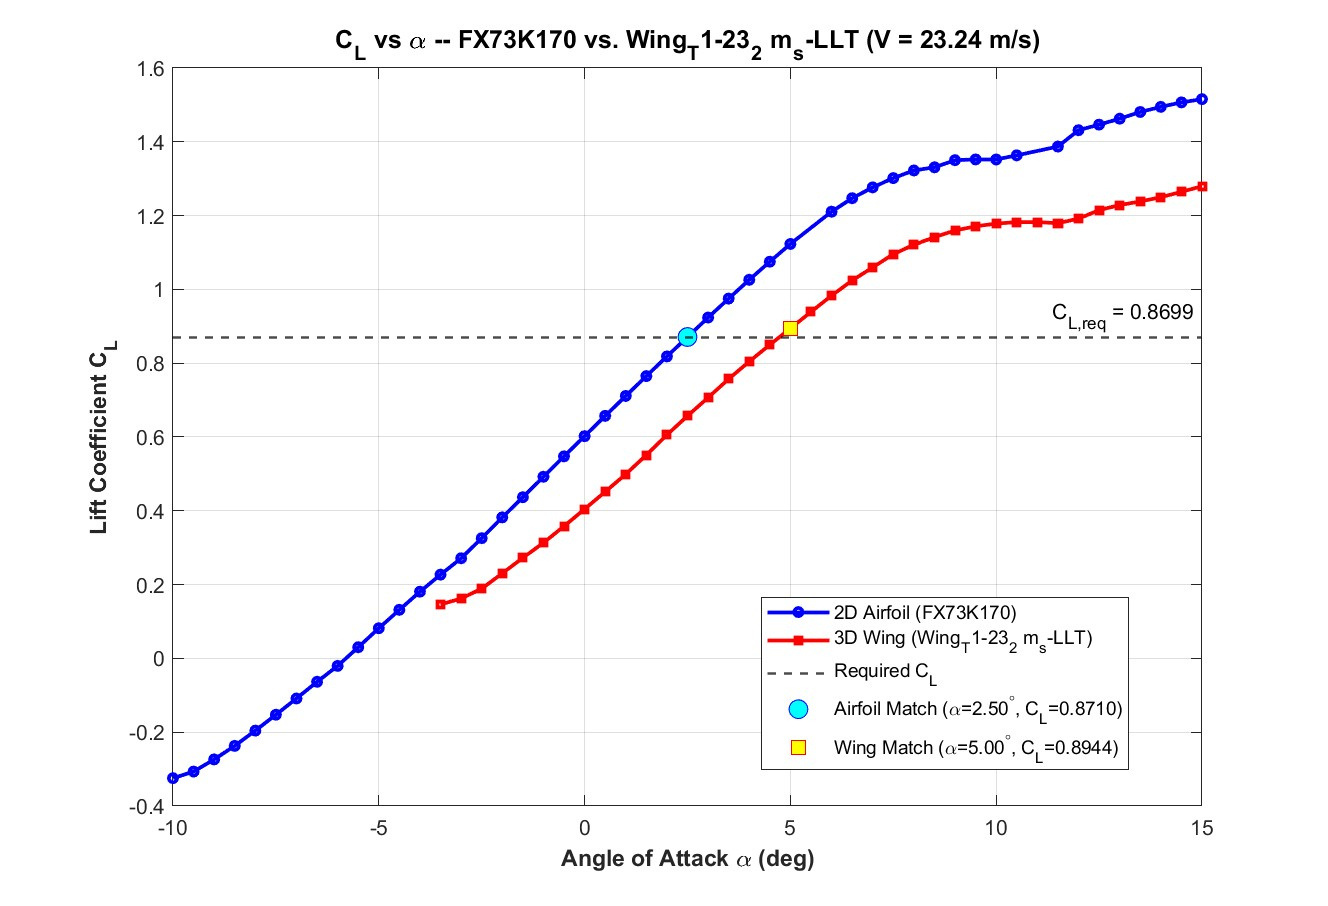 C_L vs α -- FX73K170 vs. Wing_T1-23_2 m_s-LLT (V = 23.24 m/s)
1.6
1.4
1.2
1
0.8
0.6
0.4
0.2
0
-0.2
-0.4
Lift Coefficient C_L
C_L,req = 0.8699
2D Airfoil (FX73K170)
3D Wing (Wing_T1-23_2 m_s-LLT)
Required C_L
Airfoil Match (α=2.50°, C_L=0.8710)
Wing Match (α=5.00°, C_L=0.8944)
-10 -5 0 5 10 15
Angle of Attack α (deg)